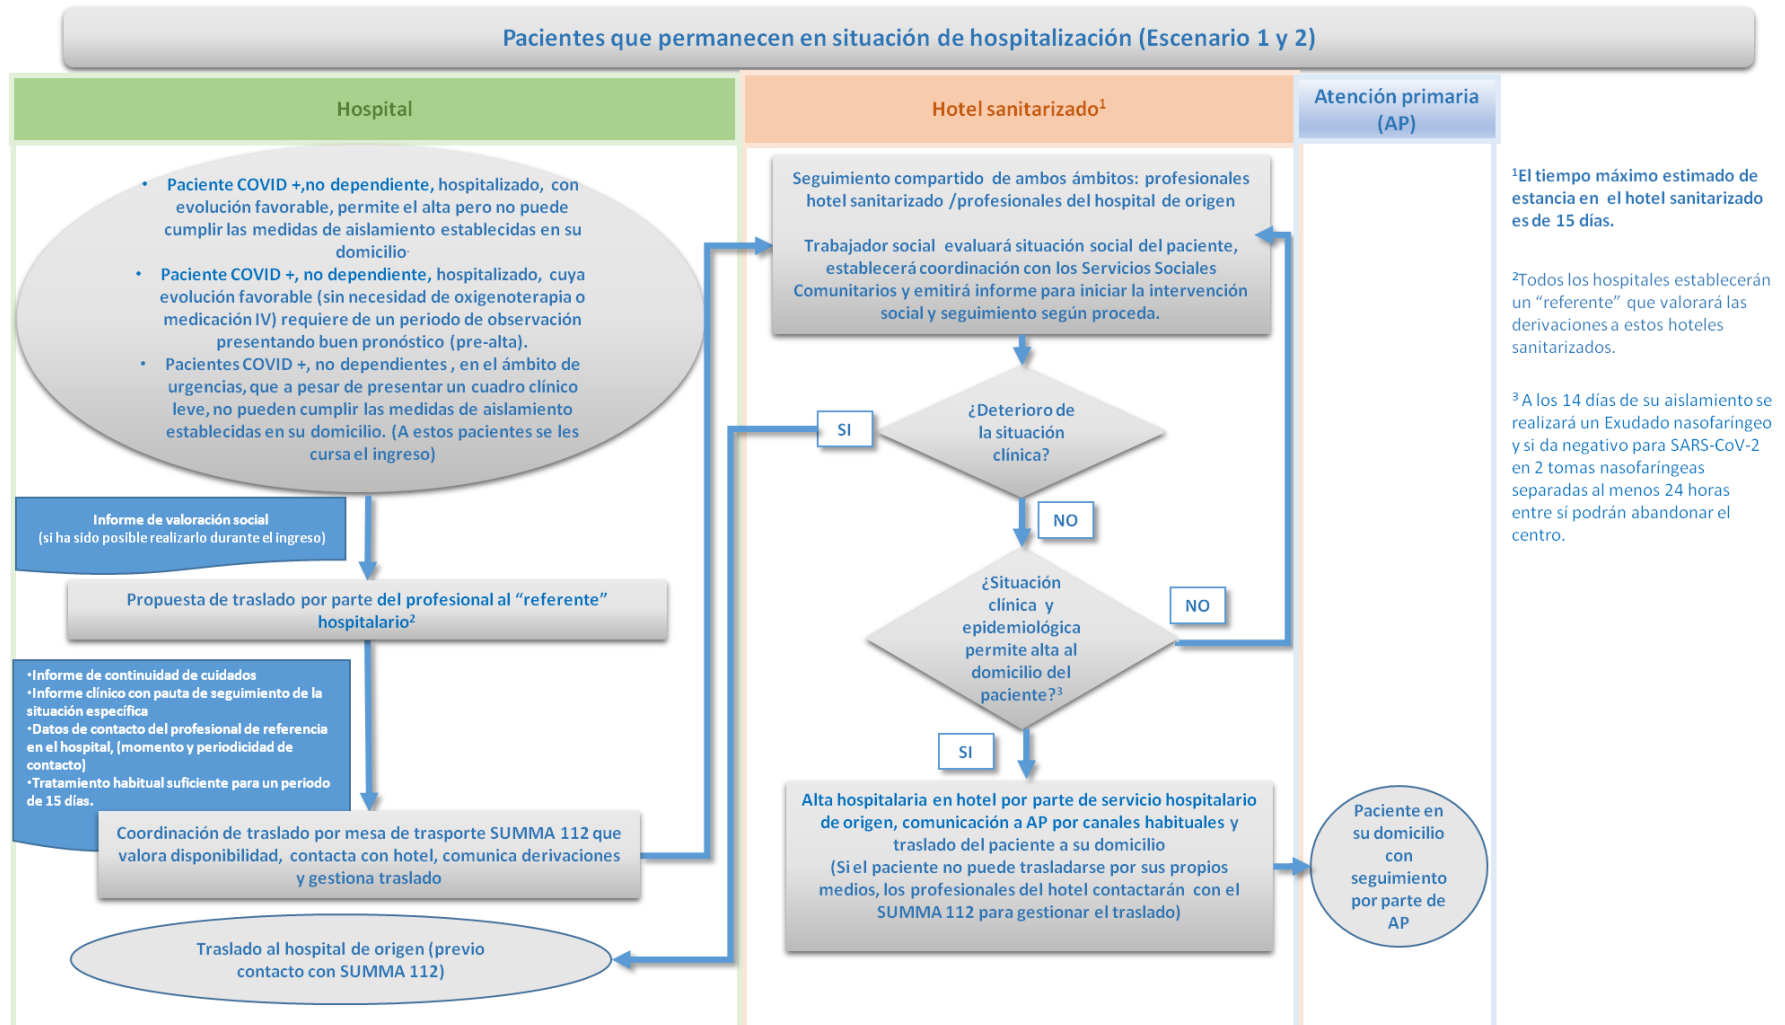 Pacientes que permanecen en situación de hospitalización (Escenario 1 y 2)
Hospital
• Paciente COVID +,no dependiente, hospitalizado, con
evolución favorable, permite el alta pero no puede
cumplir las medidas de aislamiento establecidas en su
domicilio.
• Paciente COVID +, no dependiente, hospitalizado, cuya
evolución favorable (sin necesidad de oxigenoterapia o
medicación IV) requiere de un periodo de observación
presentando buen pronóstico (pre-alta).
• Pacientes COVID +, no dependientes , en el ámbito de
urgencias, que a pesar de presentar un cuadro clínico
leve, no pueden cumplir las medidas de aislamiento
establecidas en su domicilio. (A estos pacientes se les
cursa el ingreso)
Informe de valoración social
(si ha sido posible realizarlo durante el ingreso)
Propuesta de traslado por parte del profesional al “referente”
hospitalario²
•Informe de continuidad de cuidados
•Informe clínico con pauta de seguimiento de la
situación específica
•Datos de contacto del profesional de referencia
en el hospital, (momento y periodicidad de
contacto)
•Tratamiento habitual suficiente para un periodo
de 15 días.
Coordinación de traslado por mesa de trasporte SUMMA 112 que
valora disponibilidad, contacta con hotel, comunica derivaciones
y gestiona traslado
Traslado al hospital de origen (previo
contacto con SUMMA 112)
Hotel sanitarizado¹
Seguimiento compartido de ambos ámbitos: profesionales
hotel sanitarizado /profesionales del hospital de origen
Trabajador social evaluará situación social del paciente,
establecerá coordinación con los Servicios Sociales
Comunitarios y emitirá informe para iniciar la intervención
social y seguimiento según proceda.
¿Deterioro de
la situación
clínica?
SI
NO
¿Situación
clínica y
epidemiológica
permite alta al
domicilio del
paciente?³
NO
SI
Alta hospitalaria en hotel por parte de servicio hospitalario
de origen, comunicación a AP por canales habituales y
traslado del paciente a su domicilio
(Si el paciente no puede trasladarse por sus propios
medios, los profesionales del hotel contactarán con el
SUMMA 112 para gestionar el traslado)
Atención primaria
(AP)
Paciente en
su domicilio
con
seguimiento
por parte de
AP
¹El tiempo máximo estimado de
estancia en el hotel sanitarizado
es de 15 días.
²Todos los hospitales establecerán
un “referente” que valorará las
derivaciones a estos hoteles
sanitarizados.
³ A los 14 días de su aislamiento se
realizará un Exudado nasofaríngeo
y si da negativo para SARS-CoV-2
en 2 tomas nasofaríngeas
separadas al menos 24 horas
entre sí podrán abandonar el
centro.